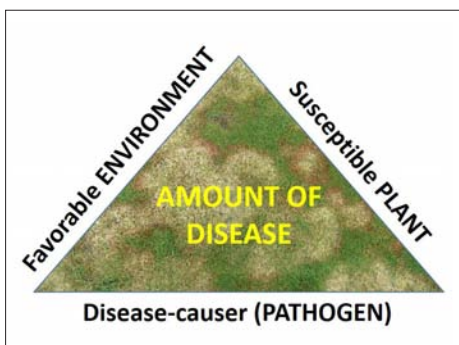 Favorable ENVIRONMENT
Susceptible PLANT
AMOUNT OF
DISEASE
Disease-causer (PATHOGEN)